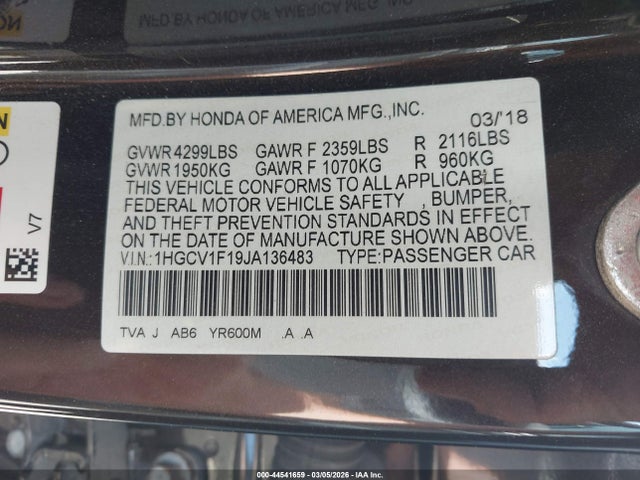 MFD.BY HONDA OF AMERICA MFG.,INC. 03/'18
GVWR 4299LBS GAWR F 2359LBS R 2116LBS
GVWR 1950KG GAWR F 1070KG R 960KG
THIS VEHICLE CONFORMS TO ALL APPLICABLE
FEDERAL MOTOR VEHICLE SAFETY , BUMPER,
AND THEFT PREVENTION STANDARDS IN EFFECT
ON THE DATE OF MANUFACTURE SHOWN ABOVE.
V.I.N.:1HGCV1F19JA136483 TYPE:PASSENGER CAR
TVA J AB6 YR600M .A .A
V7
000-44541659 - 03/05/2026 - IAA Inc.